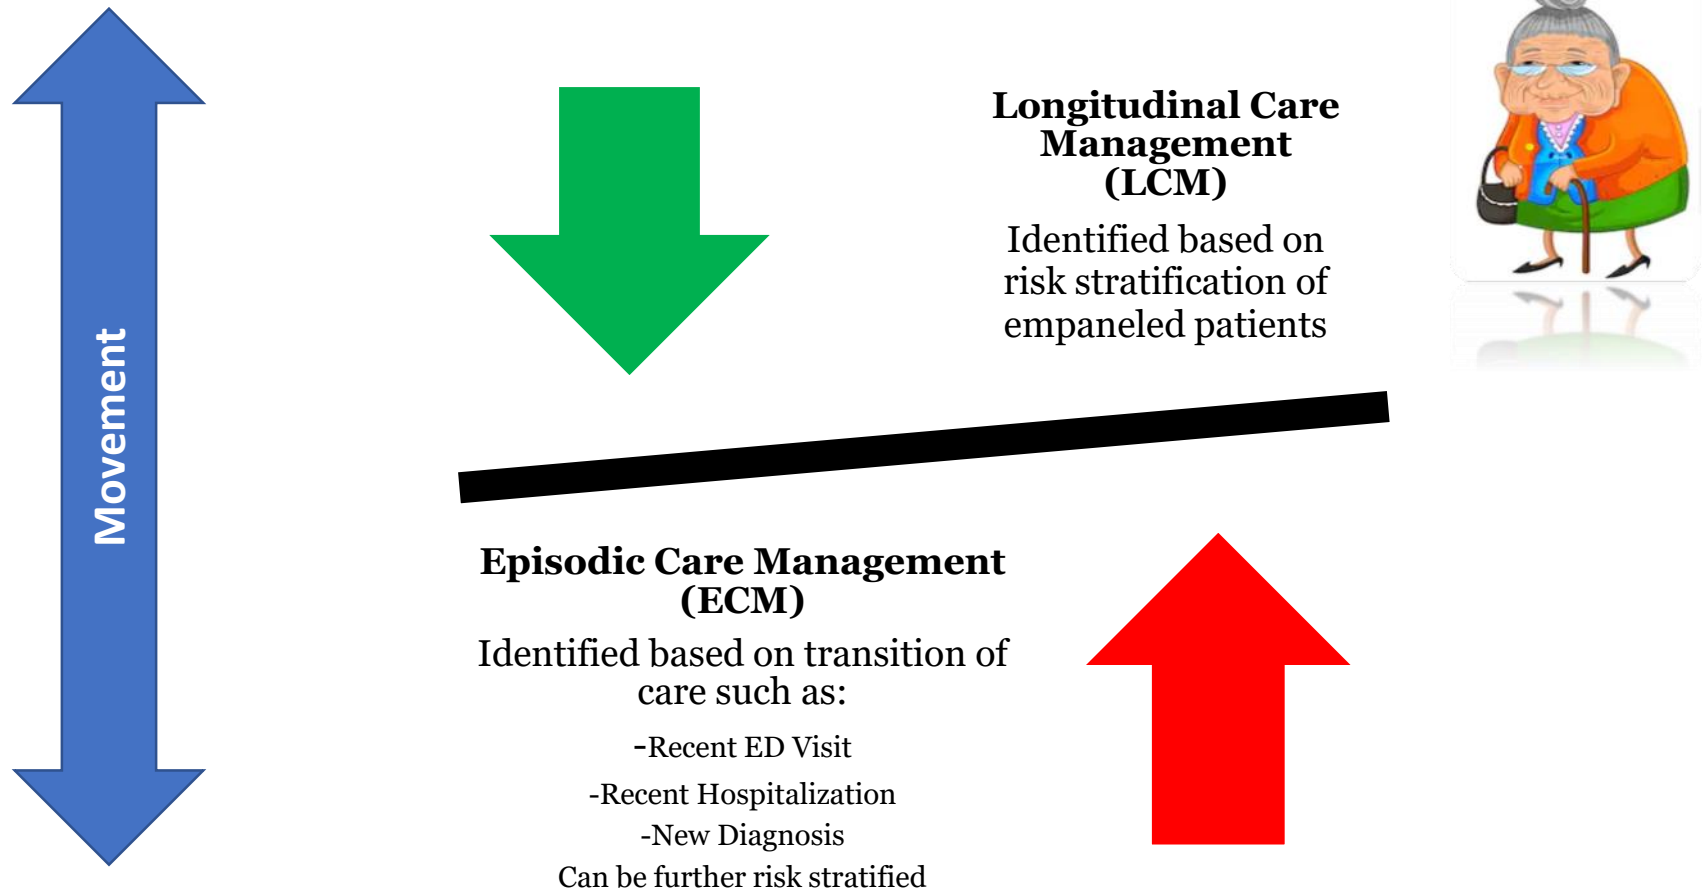 Movement
Longitudinal Care
Management
(LCM)
Identified based on
risk stratification of
empaneled patients
Episodic Care Management
(ECM)
Identified based on transition of
care such as:
-Recent ED Visit
-Recent Hospitalization
-New Diagnosis
Can be further risk stratified